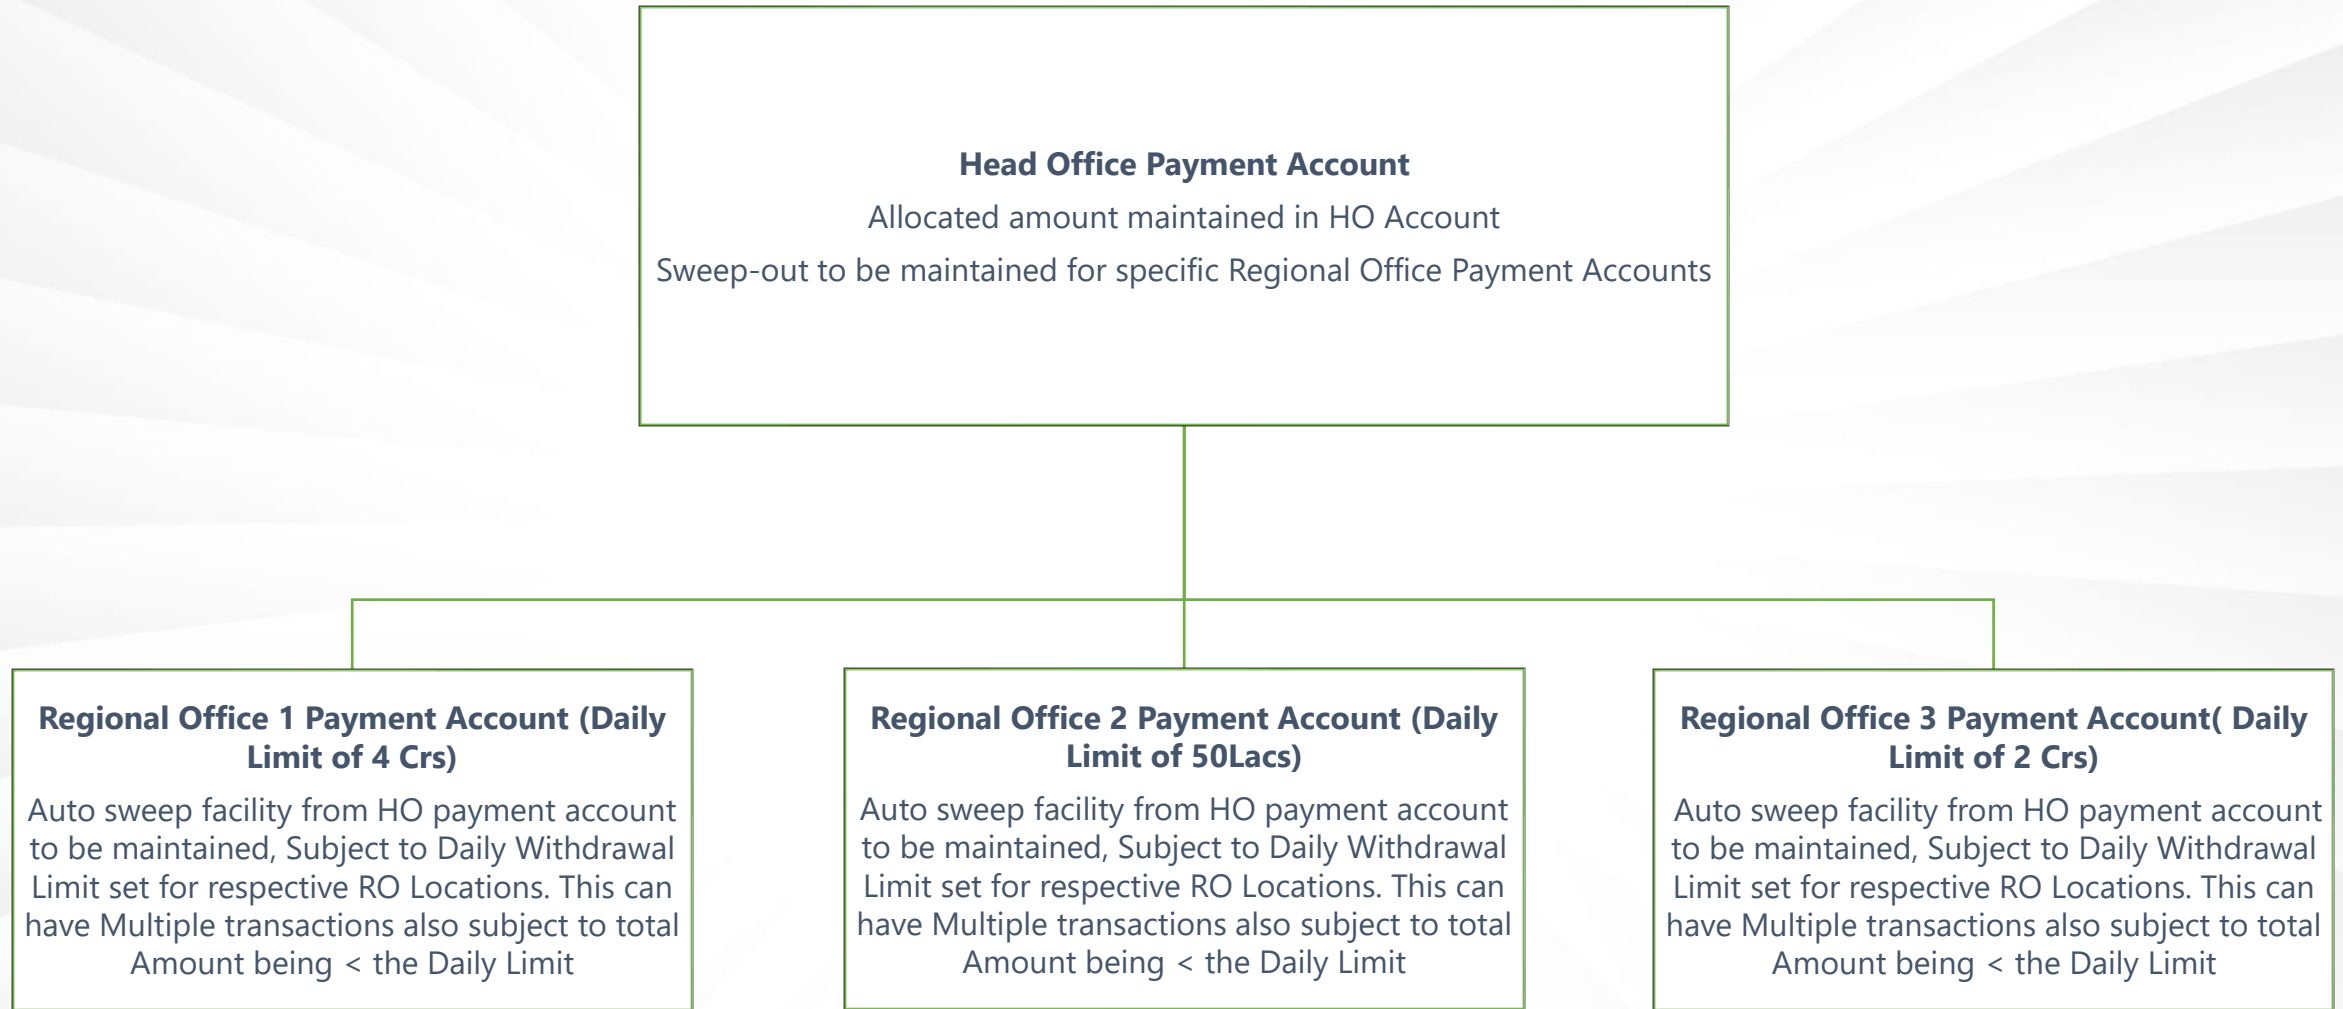 Head Office Payment Account
Allocated amount maintained in HO Account
Sweep-out to be maintained for specific Regional Office Payment Accounts
Regional Office 1 Payment Account (Daily
Limit of 4 Crs)
Auto sweep facility from HO payment account
to be maintained, Subject to Daily Withdrawal
Limit set for respective RO Locations. This can
have Multiple transactions also subject to total
Amount being < the Daily Limit
Regional Office 2 Payment Account (Daily
Limit of 50Lacs)
Auto sweep facility from HO payment account
to be maintained, Subject to Daily Withdrawal
Limit set for respective RO Locations. This can
have Multiple transactions also subject to total
Amount being < the Daily Limit
Regional Office 3 Payment Account( Daily
Limit of 2 Crs)
Auto sweep facility from HO payment account
to be maintained, Subject to Daily Withdrawal
Limit set for respective RO Locations. This can
have Multiple transactions also subject to total
Amount being < the Daily Limit